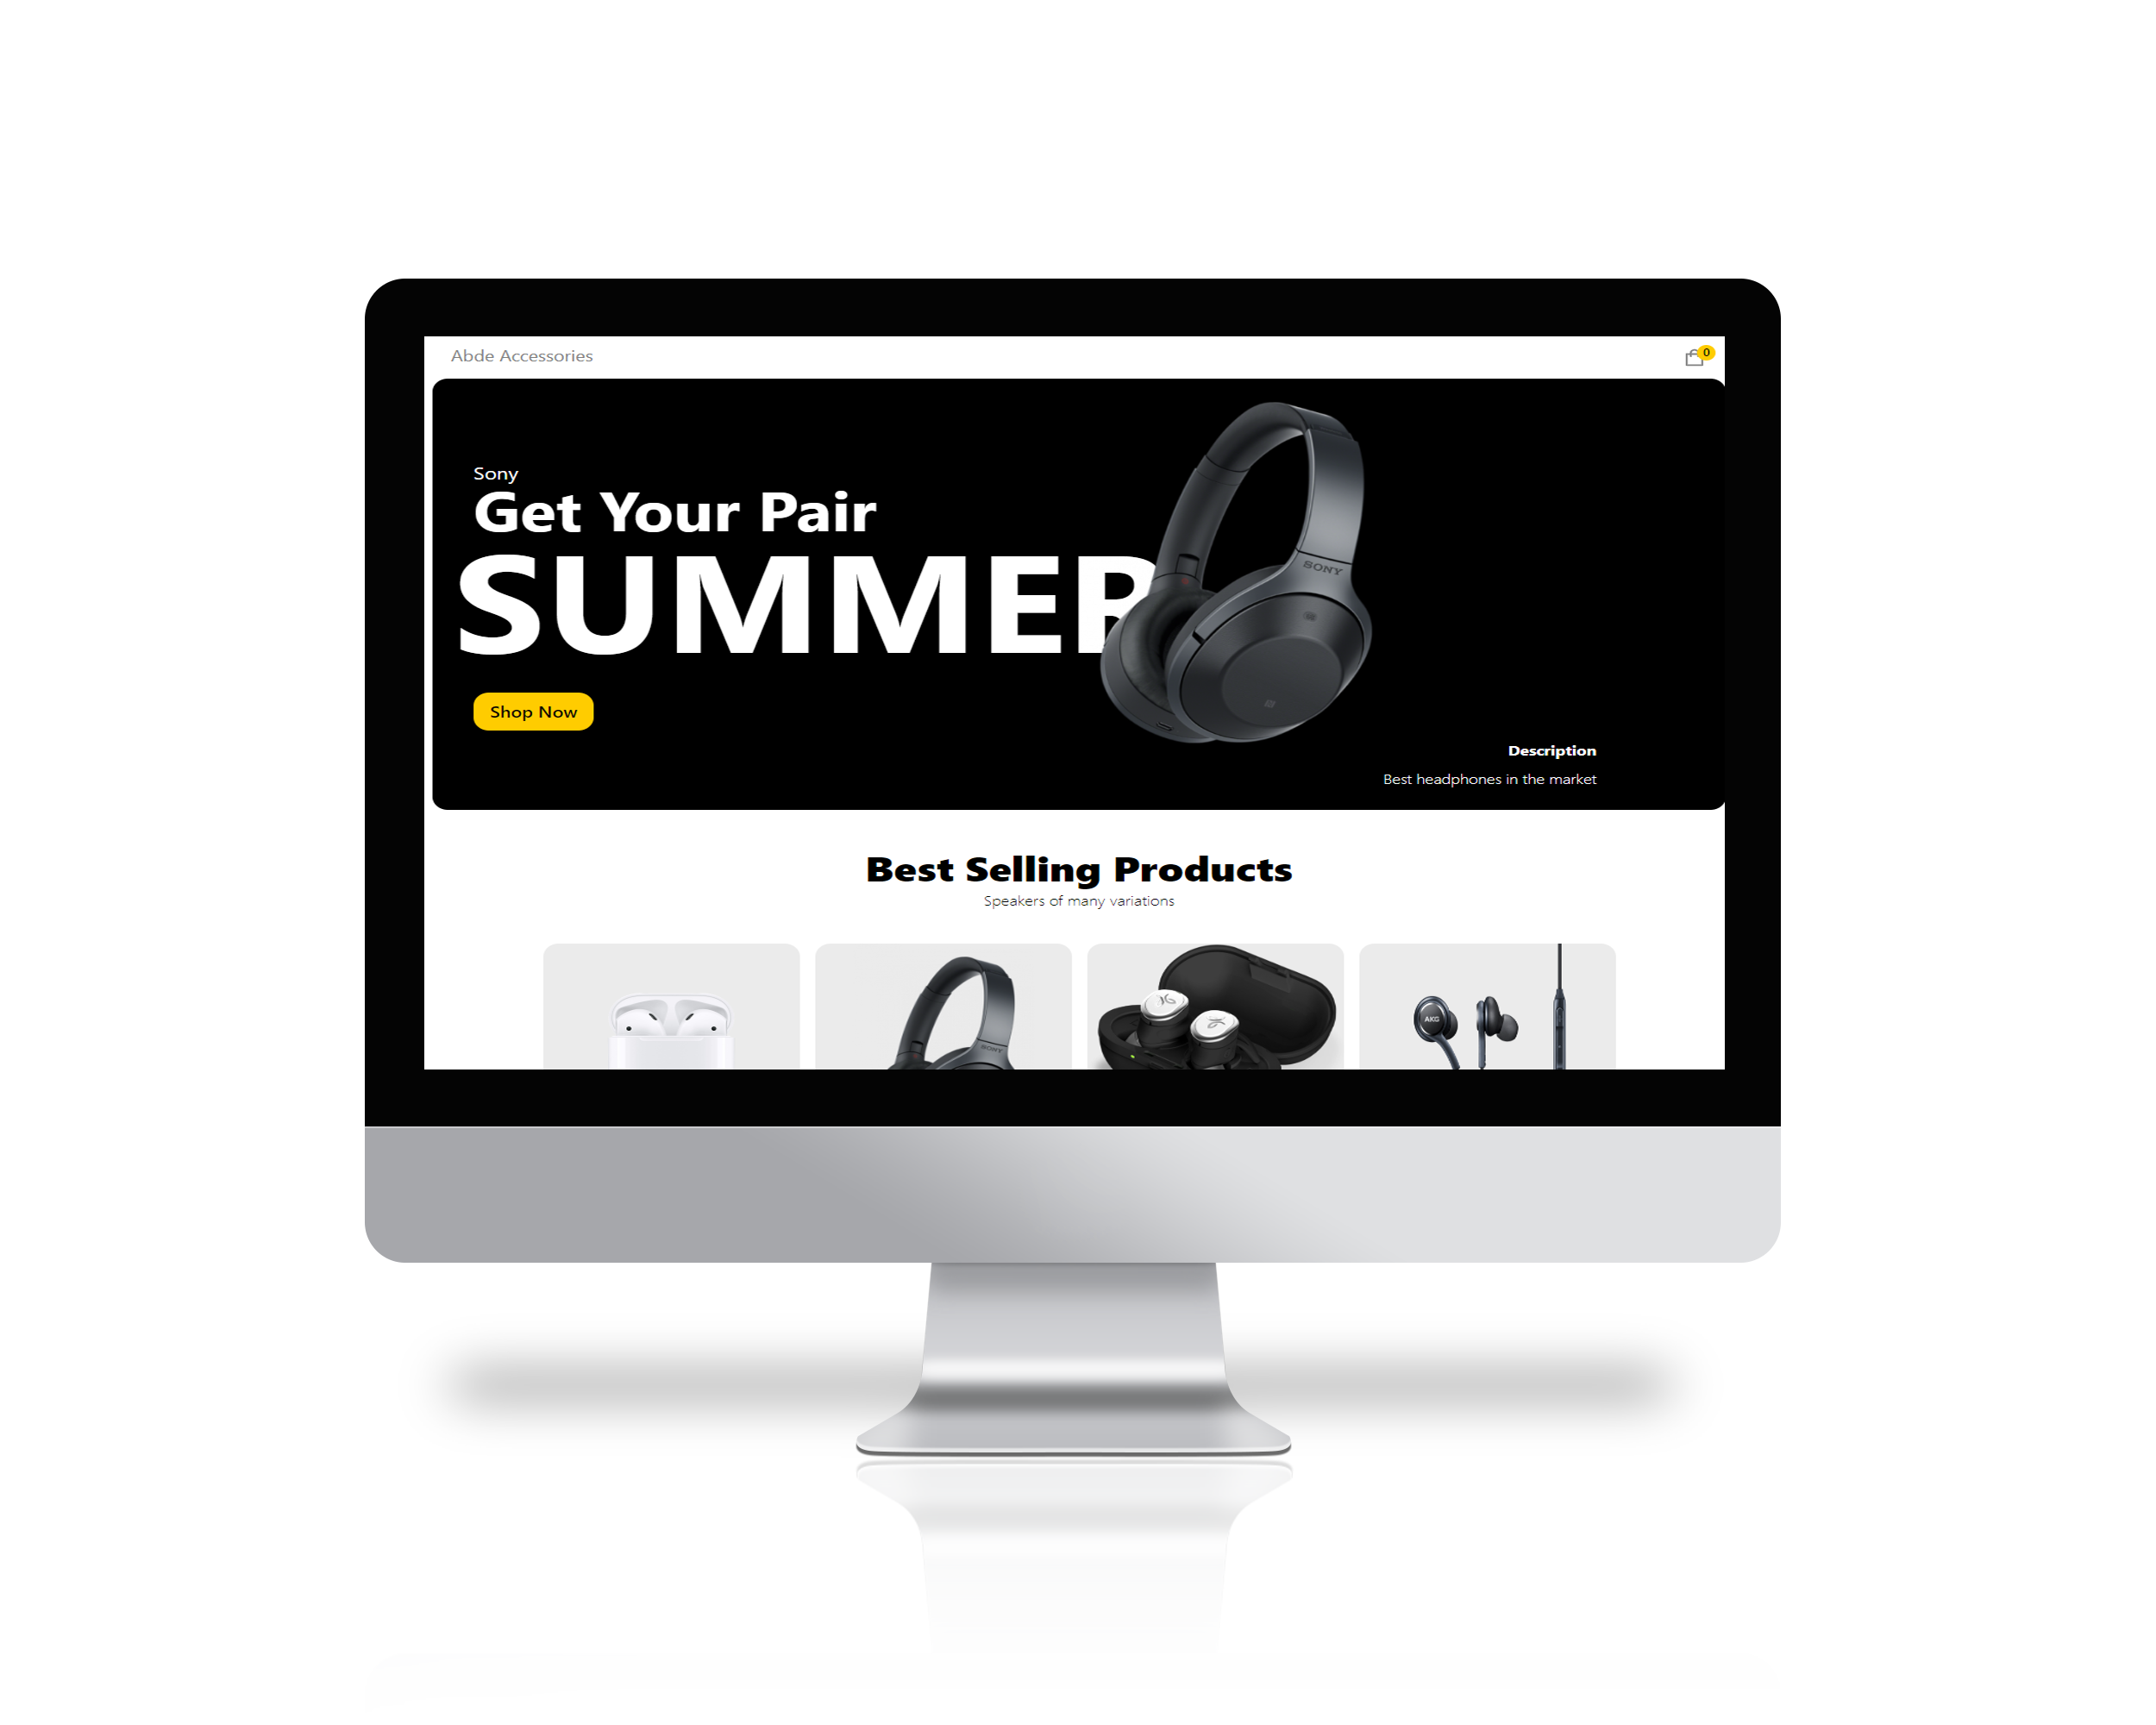 Abde Accessories
0
Sony
Get Your Pair
SUMMER
SONY
Shop Now
Description
Best headphones in the market
Best Selling Products
Speakers of many variations
SONY
AKG